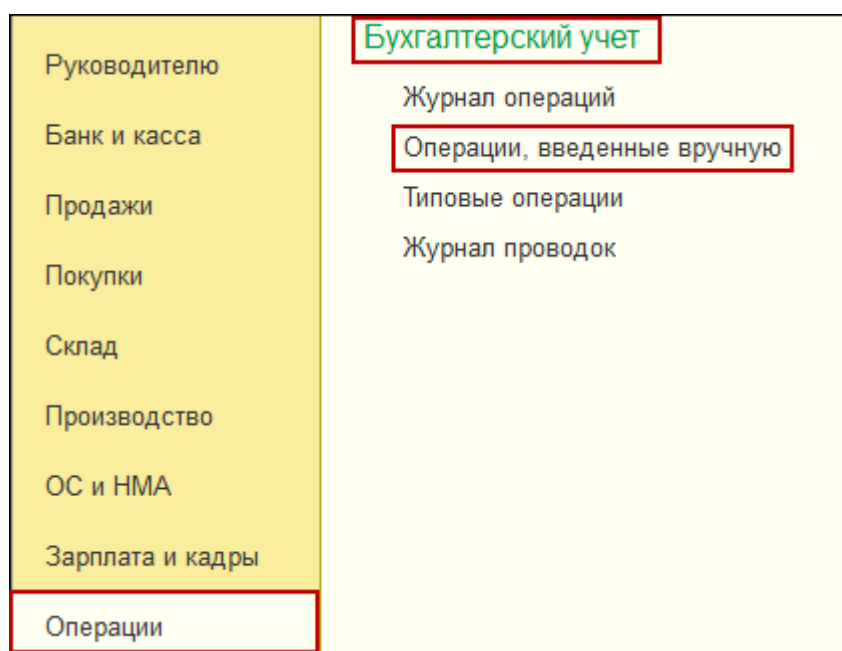 Руководителю
Банк и касса
Продажи
Покупки
Склад
Производство
ОС и НМА
Зарплата и кадры
Операции
Бухгалтерский учет
Журнал операций
Операции, введенные вручную
Типовые операции
Журнал проводок